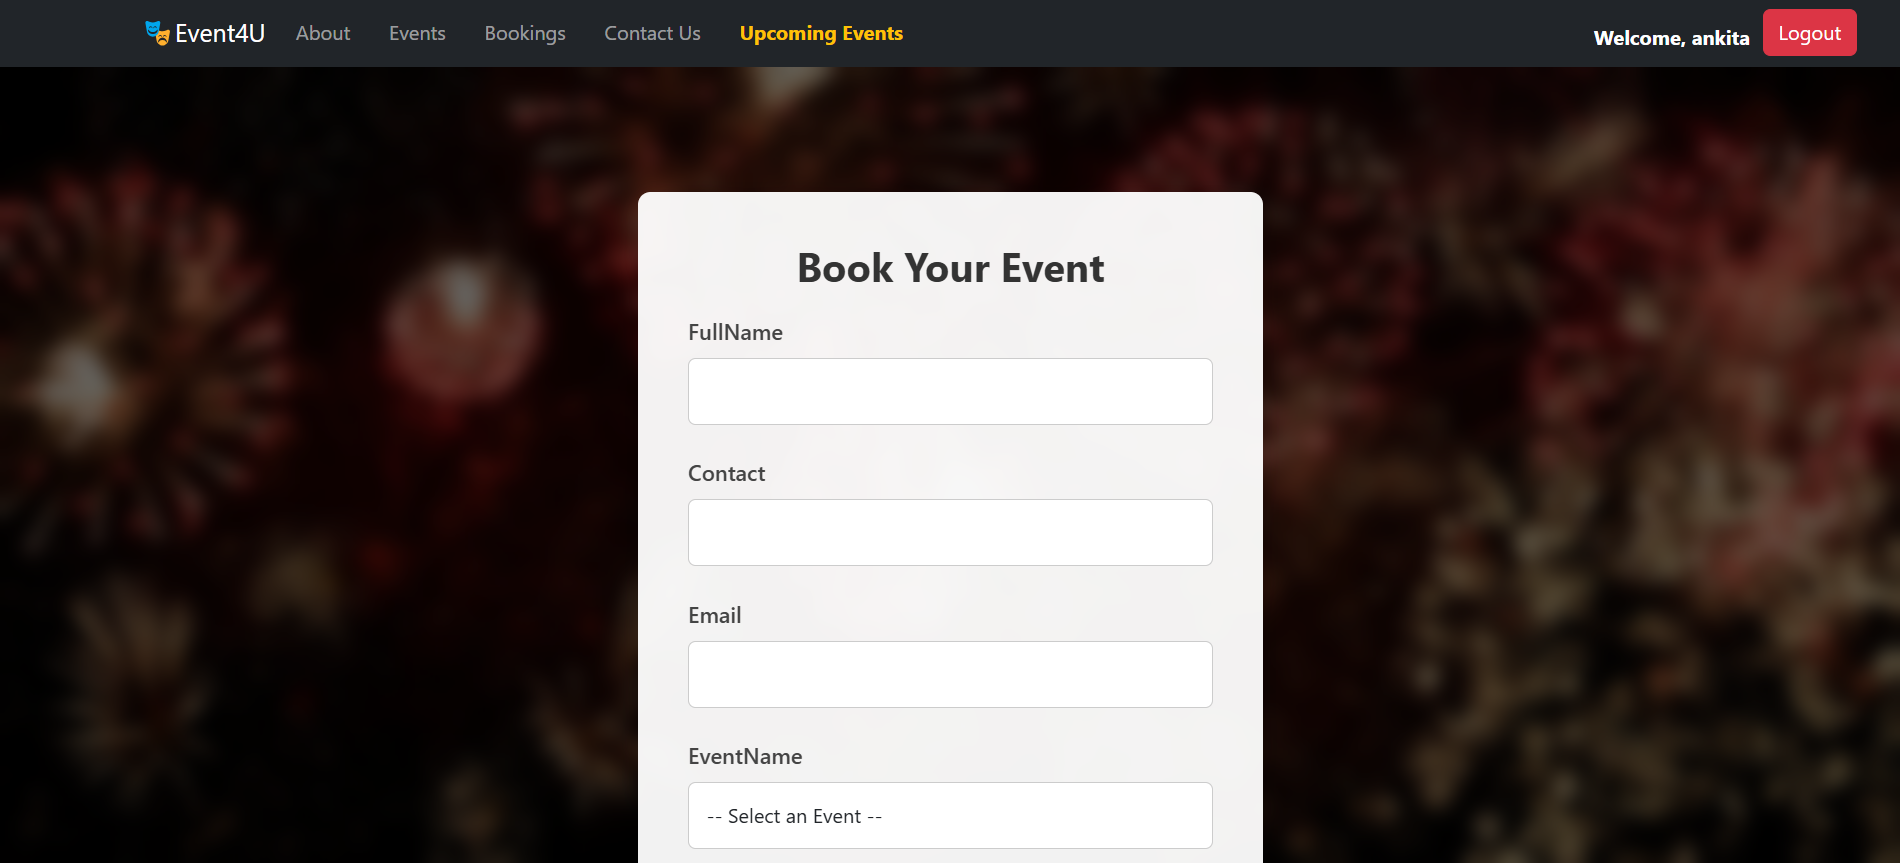 Event4U About Events Bookings Contact Us Upcoming Events Welcome, ankita Logout
Book Your Event
FullName
Contact
Email
EventName
-- Select an Event --